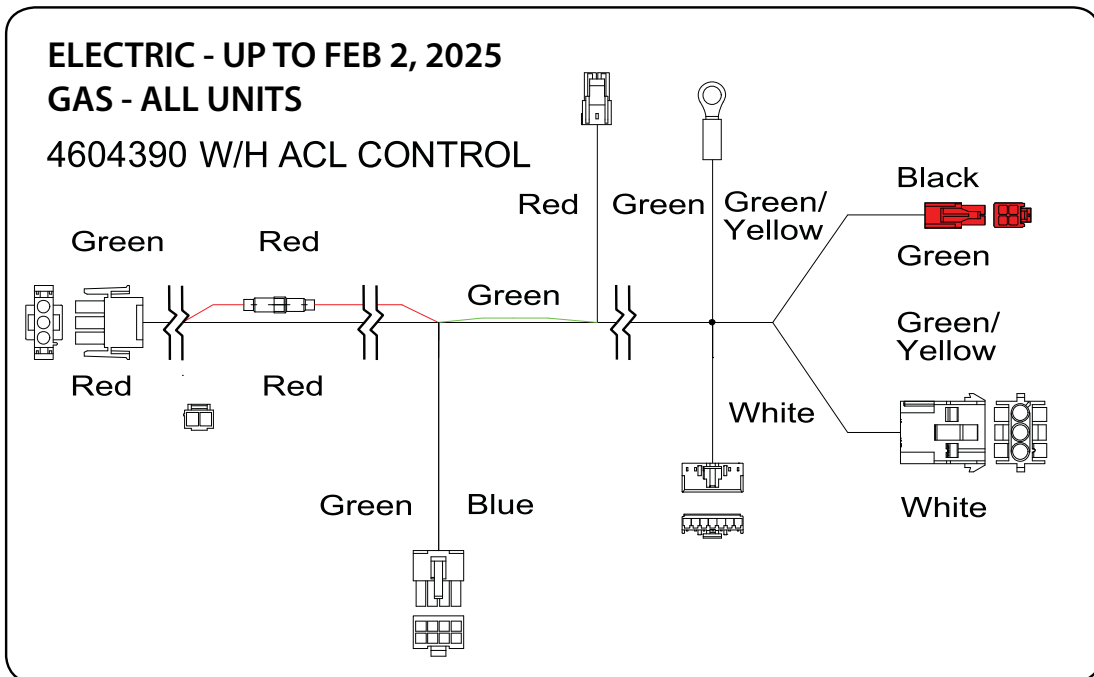 ELECTRIC - UP TO FEB 2, 2025
GAS - ALL UNITS
4604390 W/H ACL CONTROL
Black
Red
Green
Green/
Yellow
Green
Red
Green
Green
Green/
Yellow
Red
Red
White
Green
Blue
White